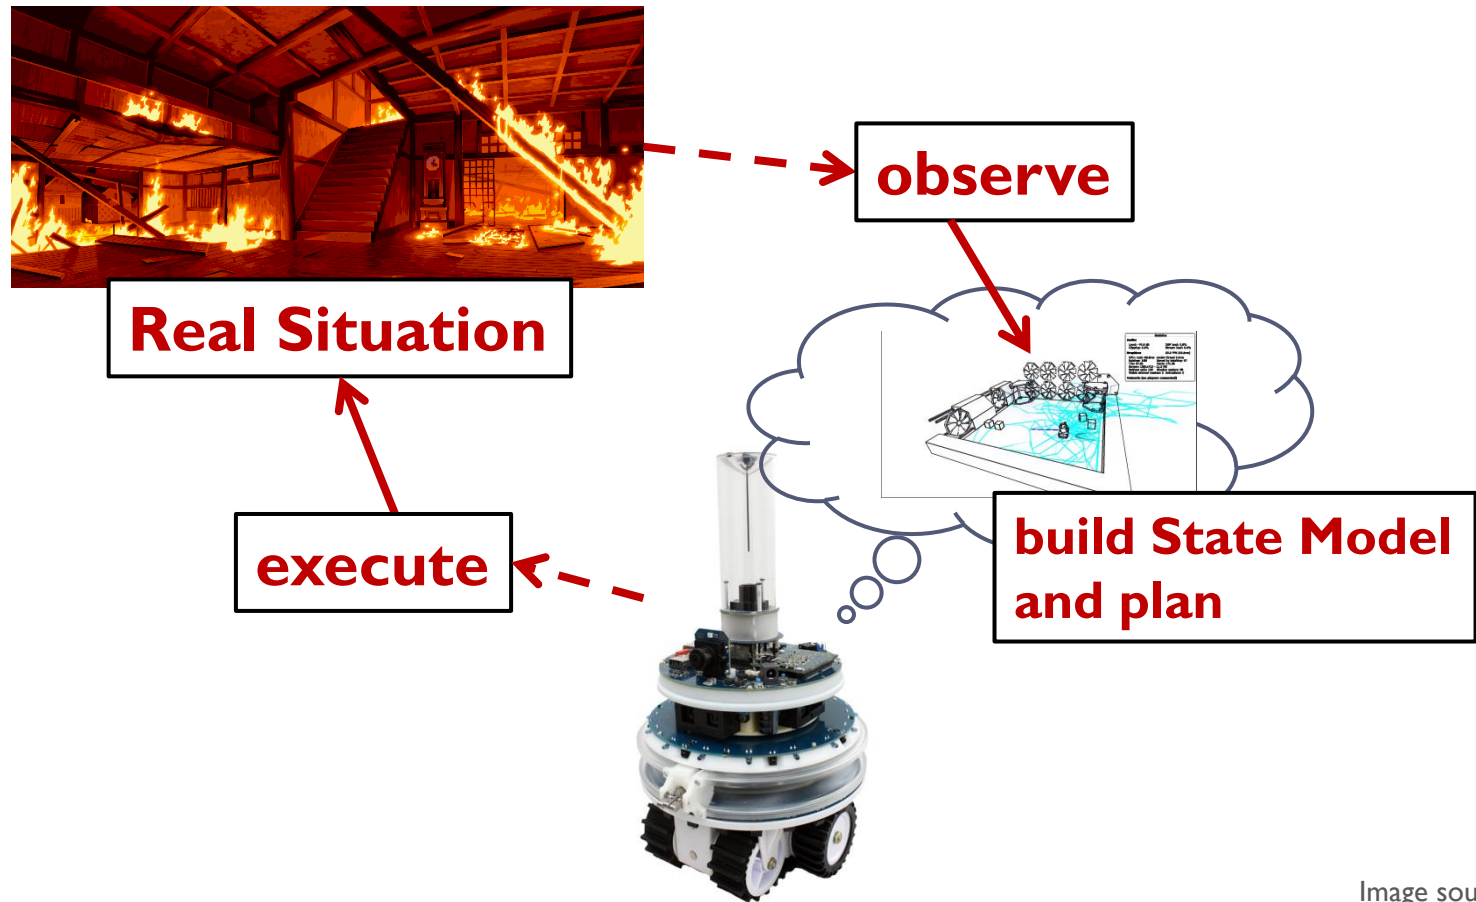 observe
Real Situation
execute
build State Model
and plan
Image sou